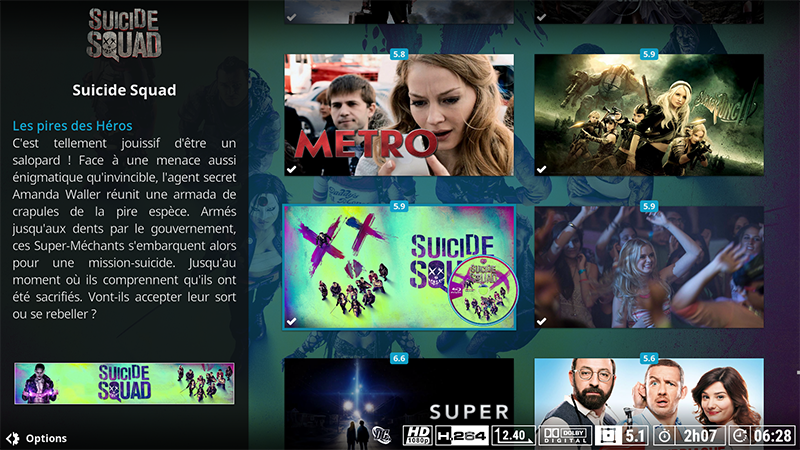 SUICIDE
SQUAD
Suicide Squad
Les pires des Héros
C'est tellement jouissif d'être un
salopard ! Face à une menace aussi
énigmatique qu'invincible, l'agent secret
Amanda Waller réunit une armada de
crapules de la pire espèce. Armés
jusqu'aux dents par le gouvernement,
ces Super-Méchants s'embarquent alors
pour une mission-suicide. Jusqu'au
moment où ils comprennent qu'ils ont
été sacrifiés. Vont-ils accepter leur sort
ou se rebeller ?
SUICIDE
SQUAD
Options
5.8
METRO
5.9
5.9
SUICIDE
SQUAD
SUICIDE
SQUAD
5.9
6.6
SUPER
5.6
DC
HD
1080p
H.264
2.40
DOLBY
DIGITAL
5.1
2h07
06:28